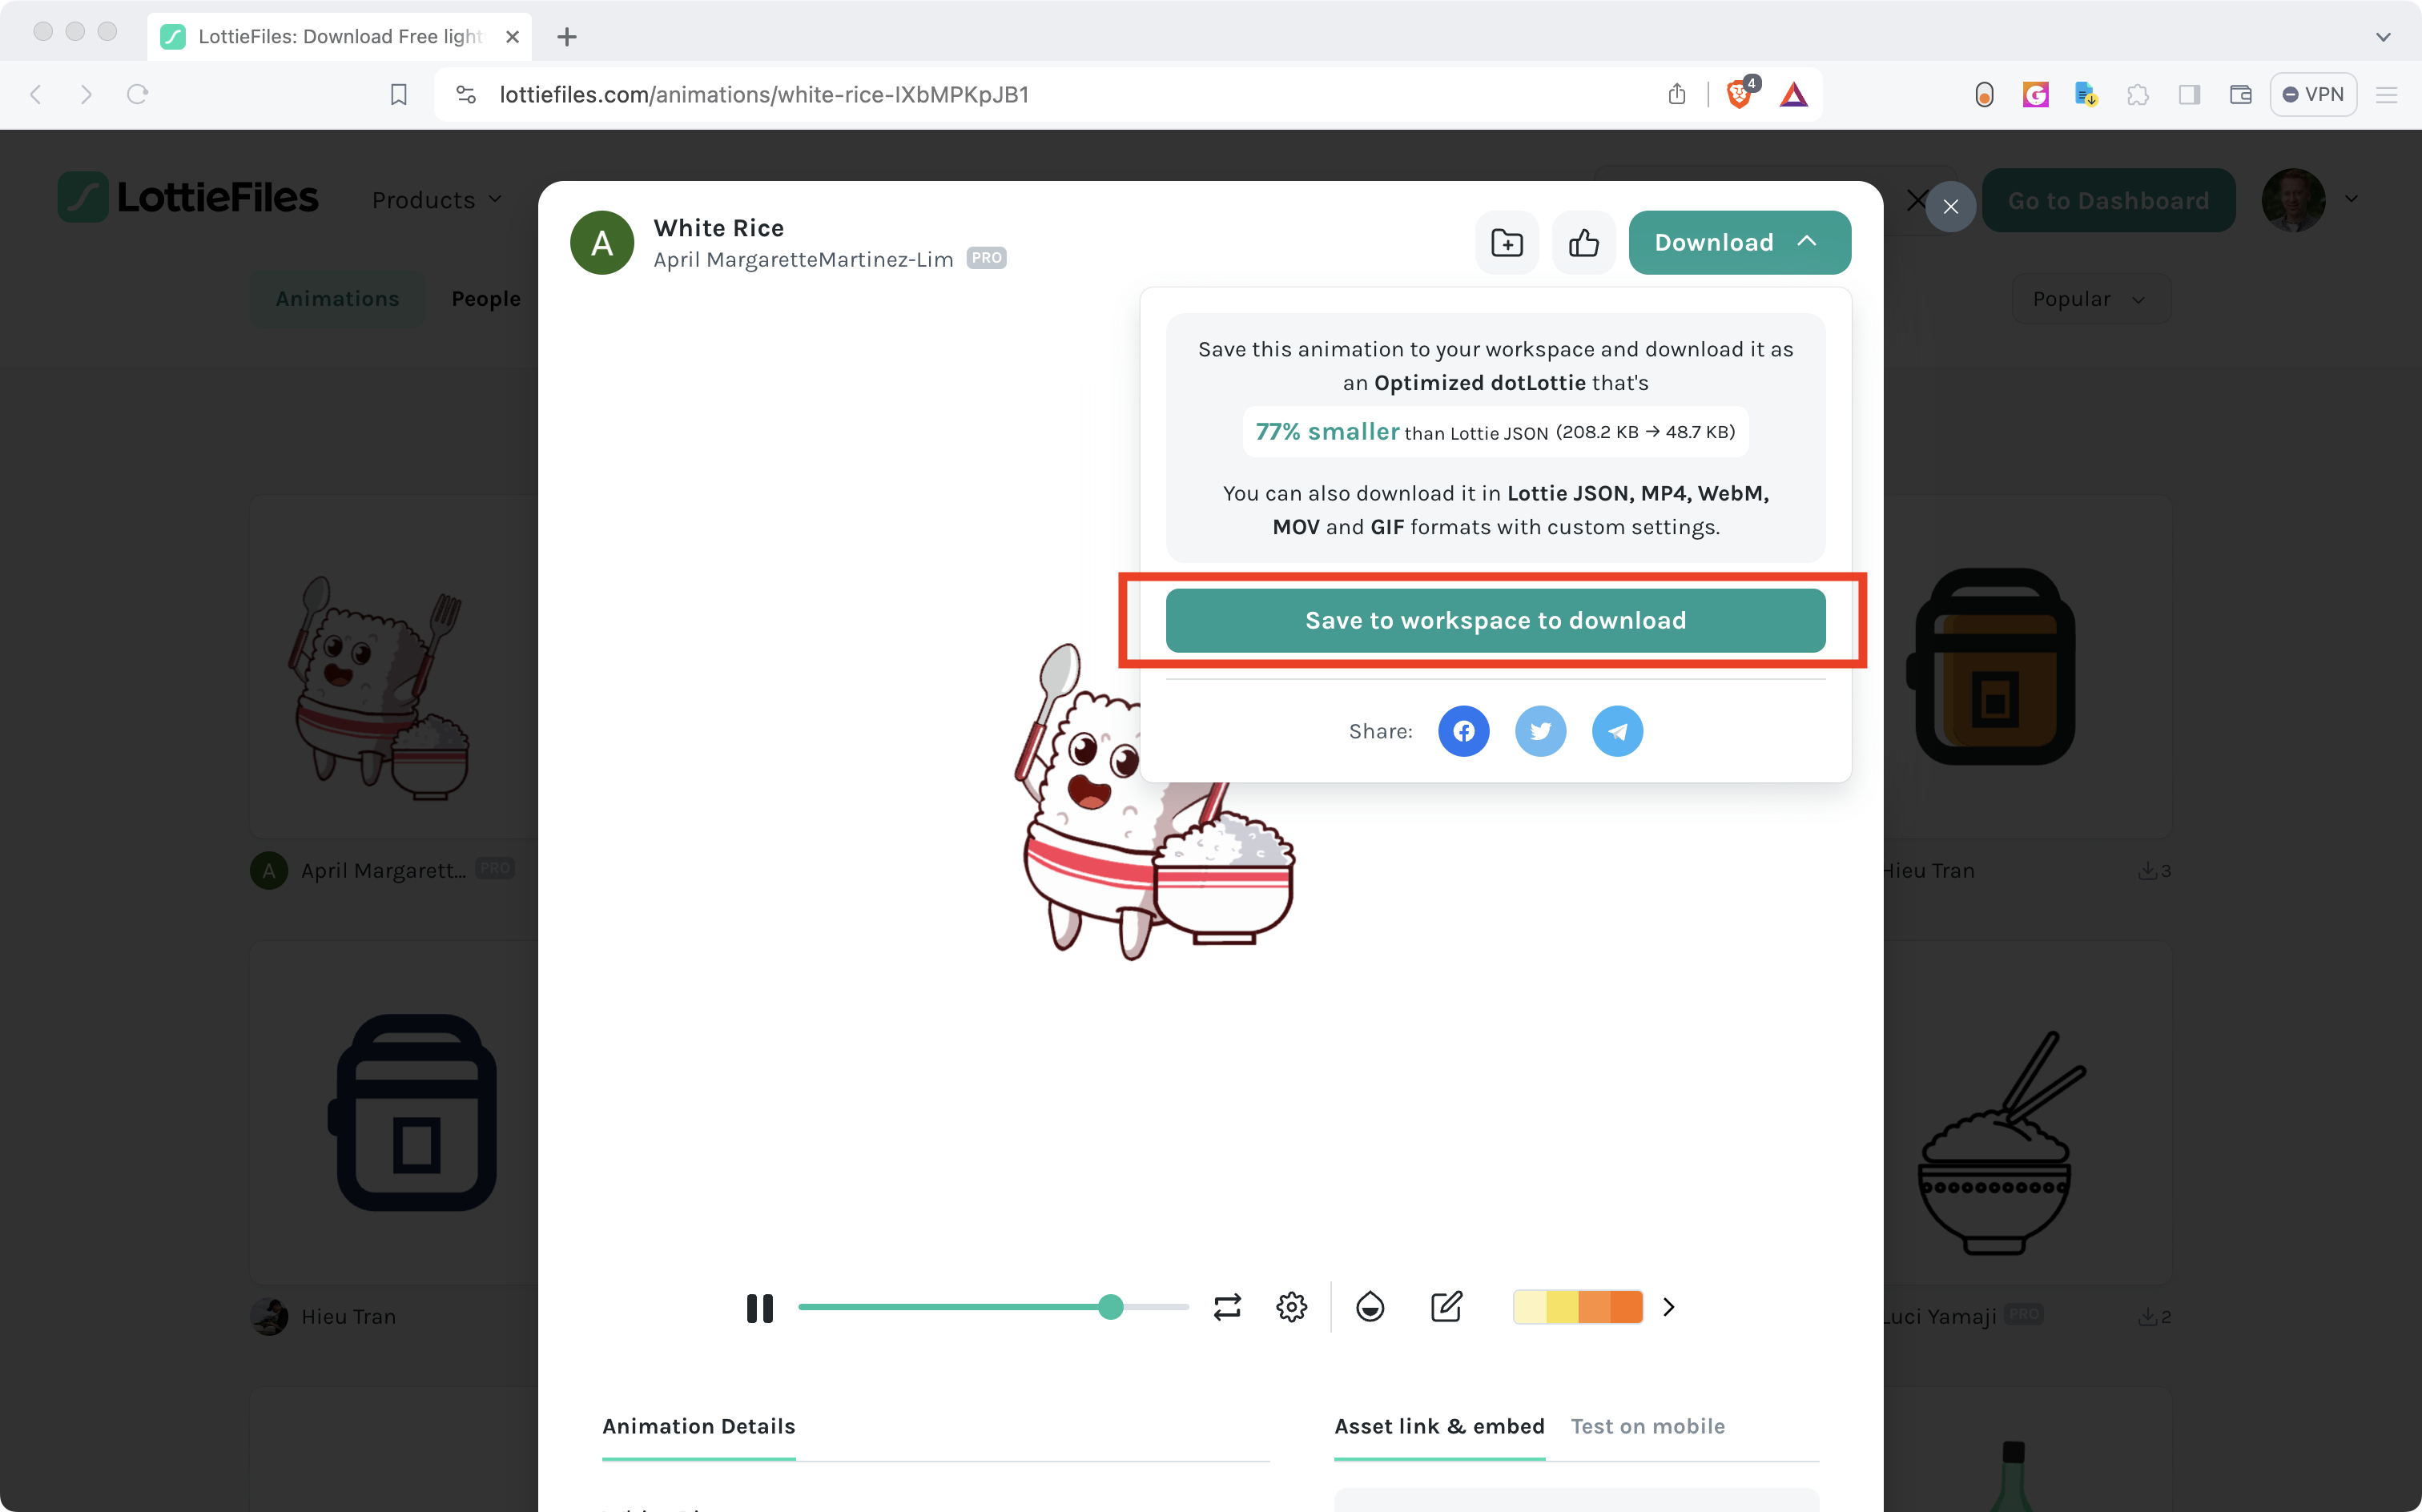 LottieFiles: Download Free light
lottiefiles.com/animations/white-rice-IXbMPKpJB1
4
VPN
LottieFiles
Products
Go to Dashboard
Animations
People
Popular
A
White Rice
April MargaretteMartinez-Lim PRO
Download
Save this animation to your workspace and download it as
an Optimized dotLottie that's
77% smaller than Lottie JSON (208.2 KB → 48.7 KB)
You can also download it in Lottie JSON, MP4, WebM,
MOV and GIF formats with custom settings.
Save to workspace to download
Share:
A
April Margarett... PRO
Hieu Tran
3
Hieu Tran
Luci Yamaji PRO
2
Animation Details
Asset link & embed
Test on mobile